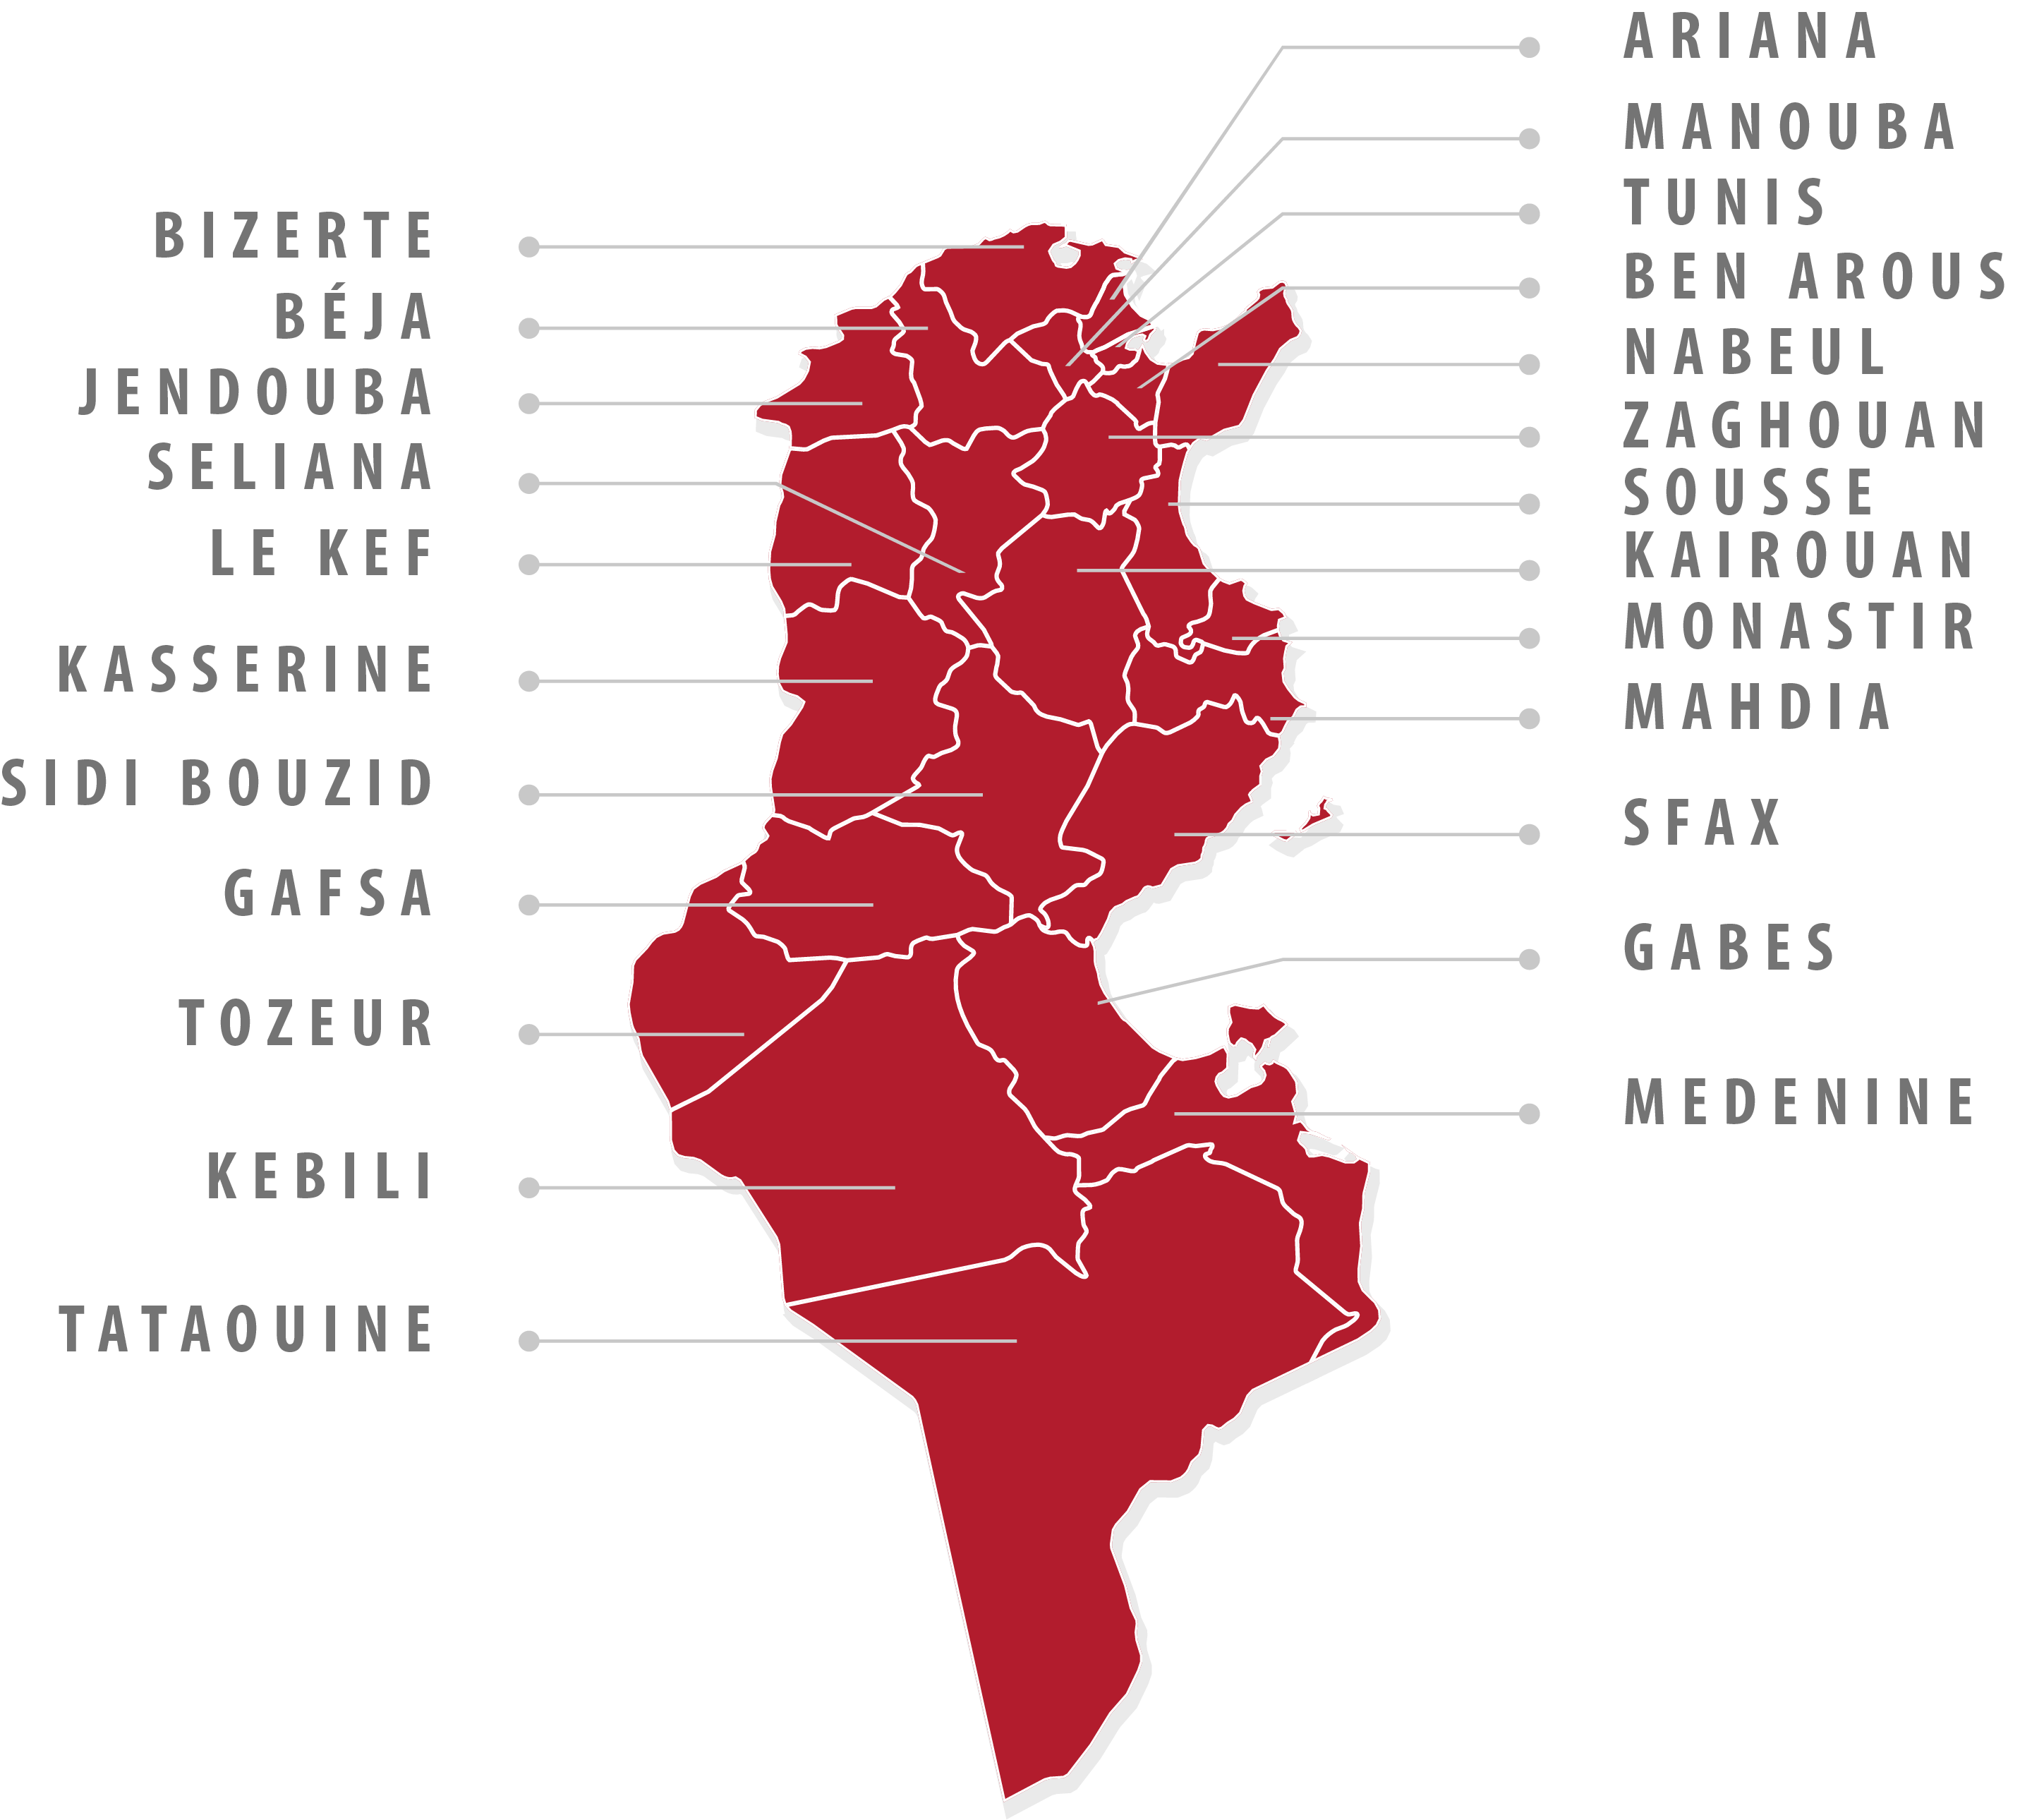 BIZERTE
BÉJA
JENDOUBA
SELIANA
LE KEF
KASSERINE
SIDI BOUZID
GAFSA
TOZEUR
KEBILI
TATAOUINE
ARIANA
MANOUBA
TUNIS
BEN AROUS
NABEUL
ZAGHOUAN
SOUSSE
KAIROUAN
MONASTIR
MAHDIA
SFAX
GABES
MEDENINE